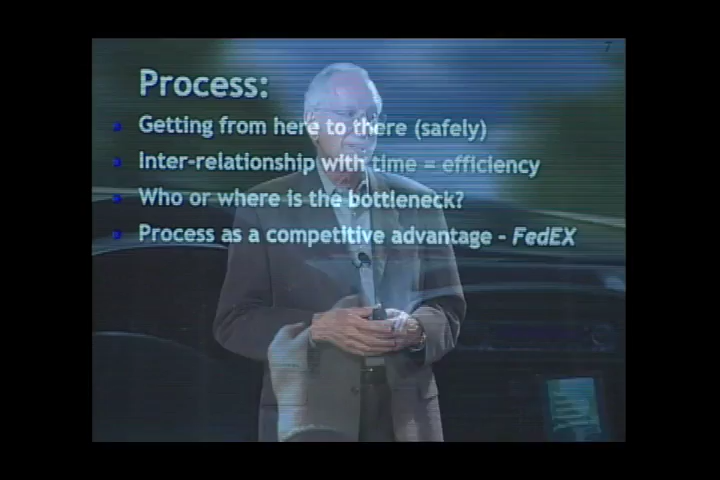 7
Process:
Getting from here to there (safely)
Inter-relationship with time = efficiency
Who or where is the bottleneck?
Process as a competitive advantage - FedEX